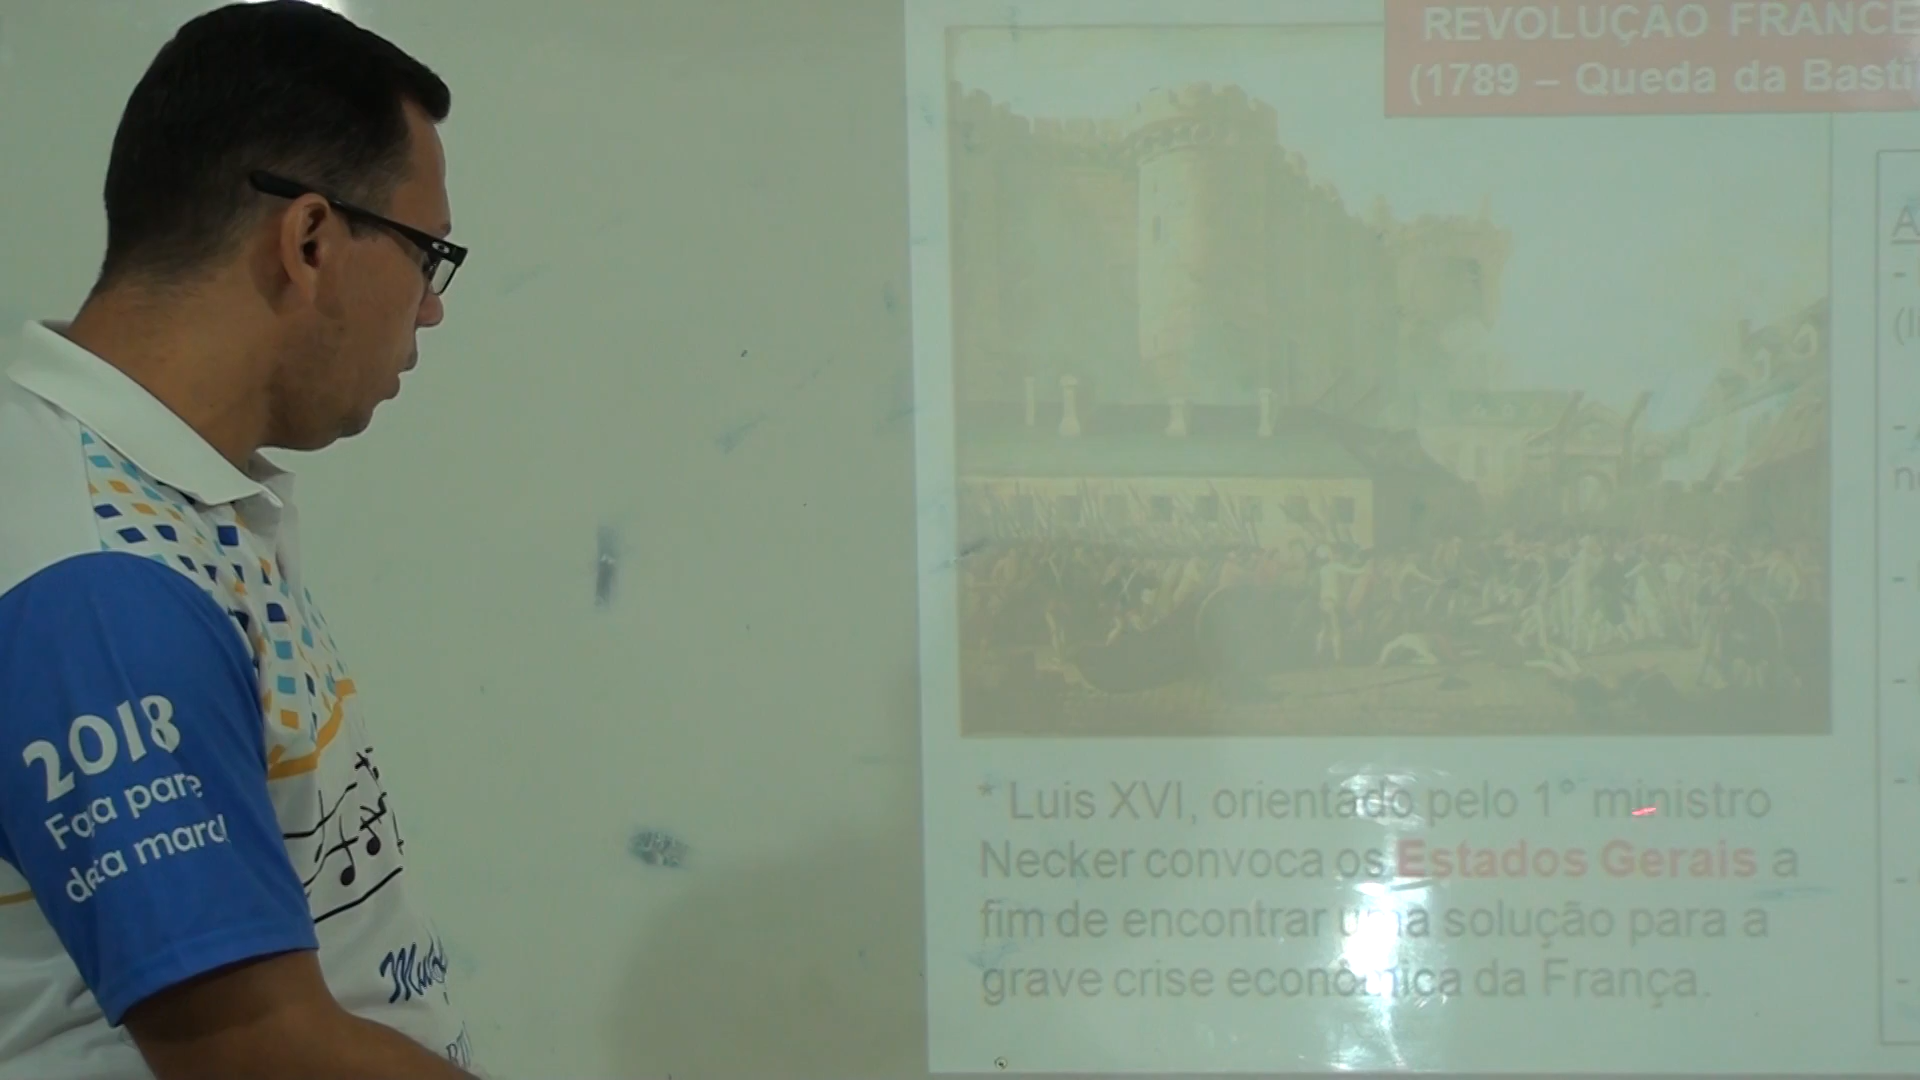 REVOLUÇÃO FRANCE
(1789 – Queda da Basti
* Luis XVI, orientado pelo 1° ministro
Necker convoca os Estados Gerais a
fim de encontrar uma solução para a
grave crise econômica da França.
2018
Faça parte
desta marca!